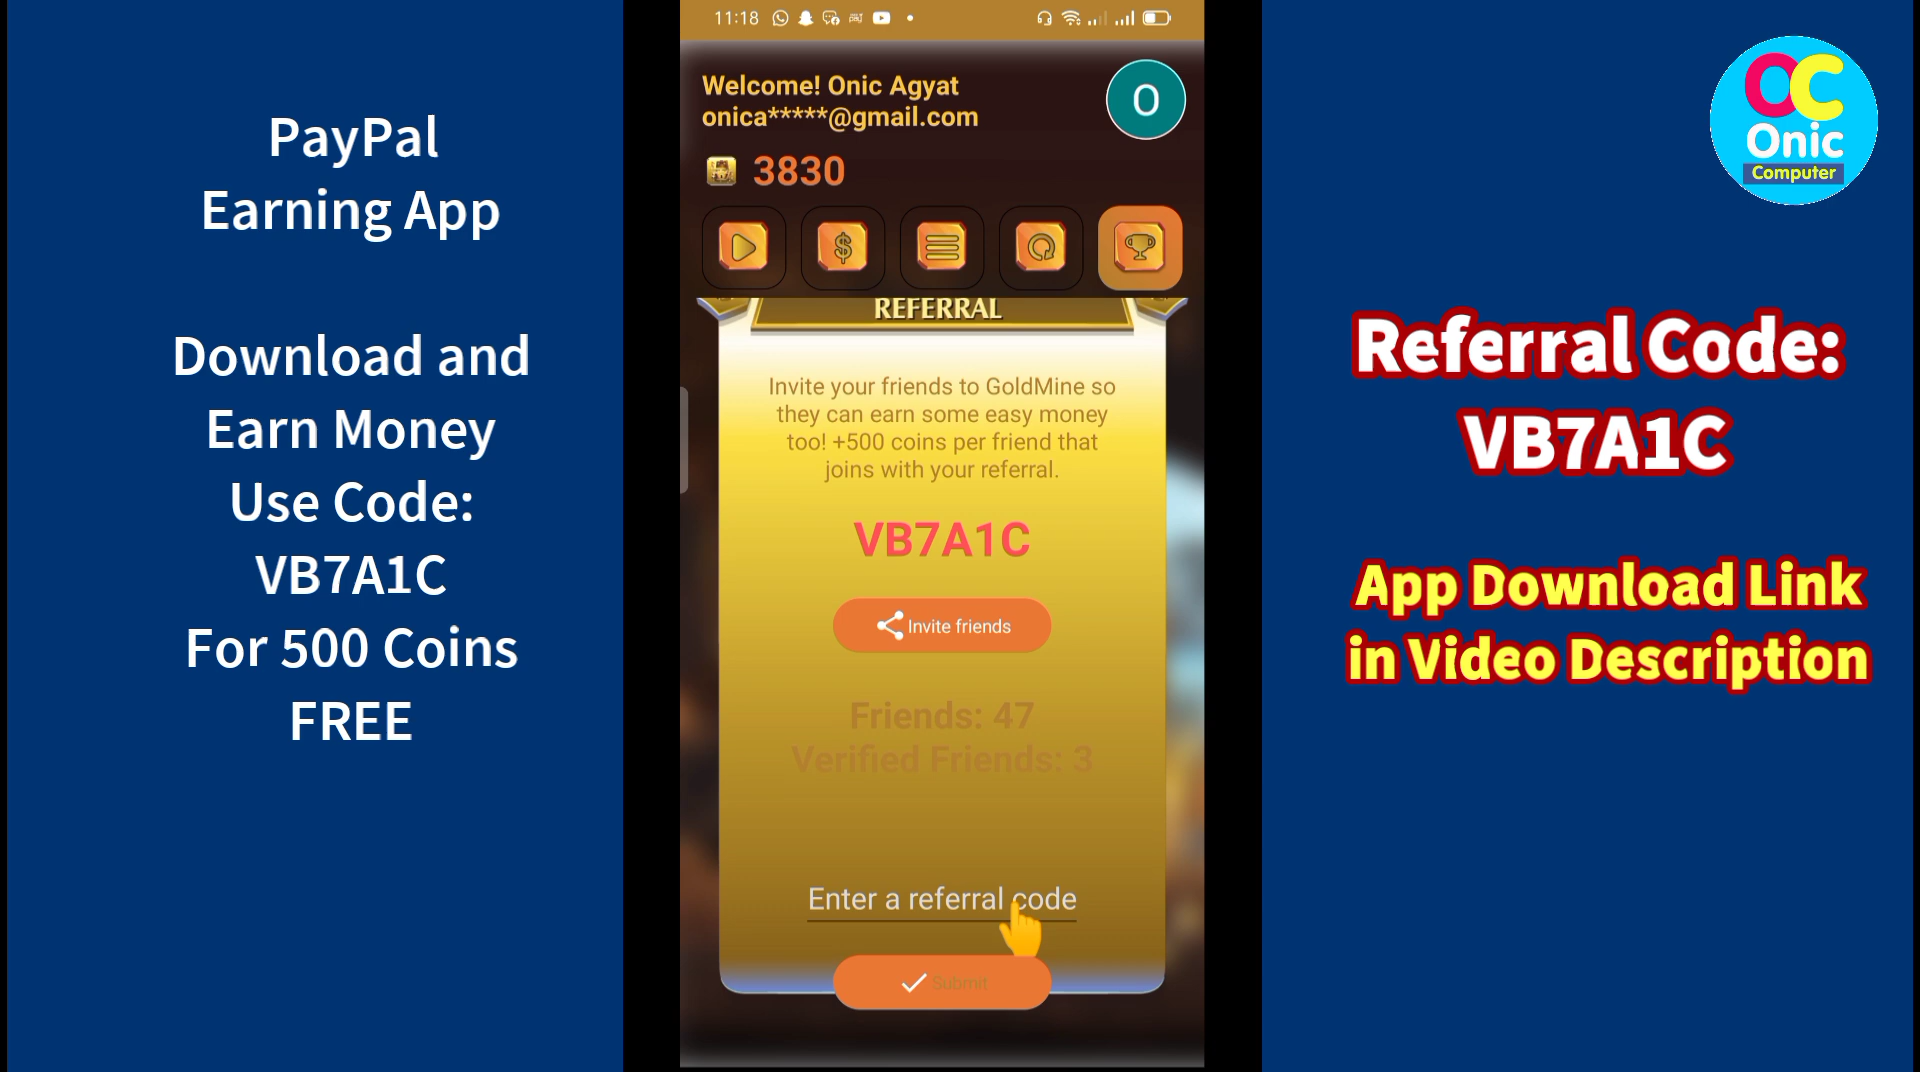 PayPal
Earning App
Download and
Earn Money
Use Code:
VB7A1C
For 500 Coins
FREE
11:18
Welcome! Onic Agyat
onica*****@gmail.com
O
3830
REFERRAL
Invite your friends to GoldMine so
they can earn some easy money
too! +500 coins per friend that
joins with your referral.
VB7A1C
Invite friends
Friends: 47
Verified Friends: 3
Enter a referral code
Submit
OC
Onic
Computer
Referral Code:
VB7A1C
App Download Link
in Video Description